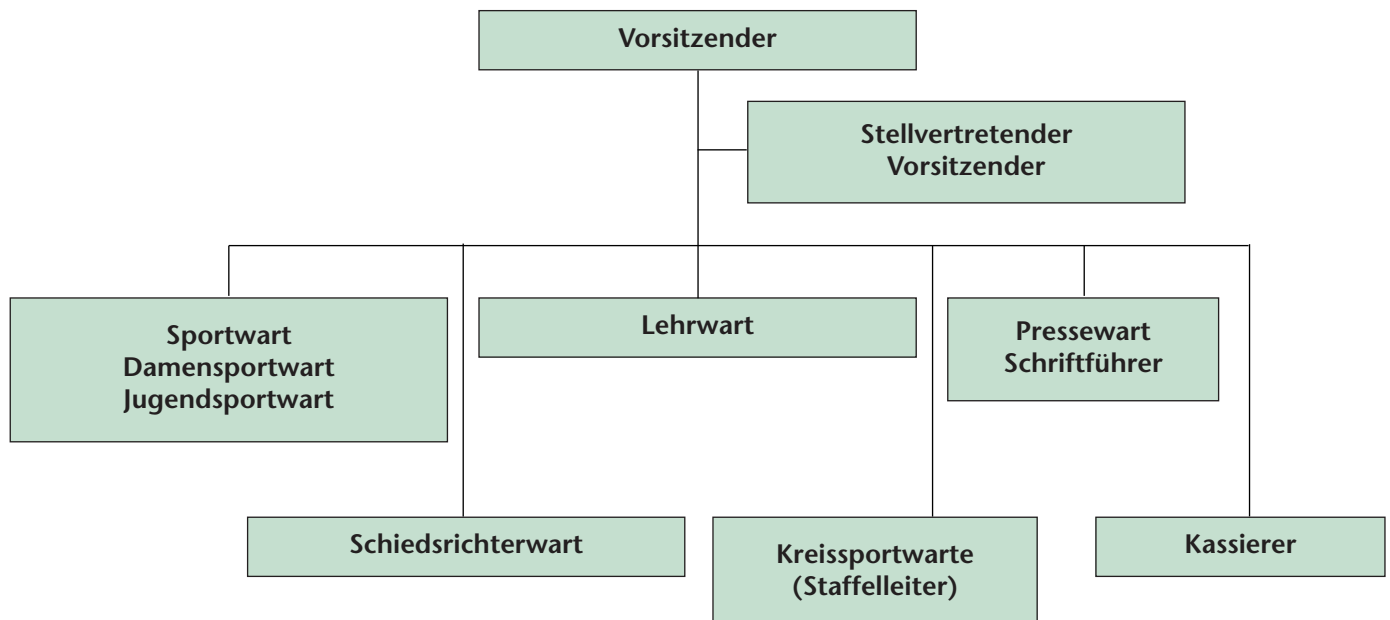 Vorsitzender
Stellvertretender
Vorsitzender
Sportwart
Damensportwart
Jugendsportwart
Lehrwart
Pressewart
Schriftführer
Schiedsrichterwart
Kreissportwarte
(Staffelleiter)
Kassierer